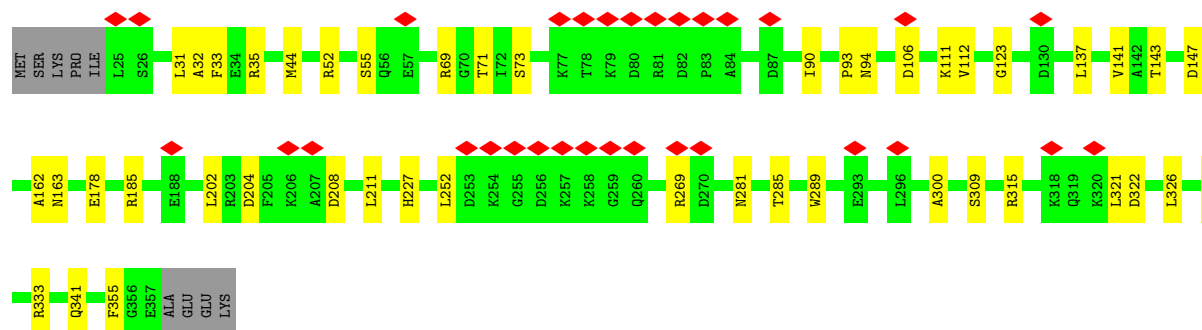 MET SER LYS PRO ILE L25 S26 L31 A32 F33 E34 R35 M44 R52 S55 Q56 E57 R69 G70 T71 I72 S73 K77 T78 K79 D80 R81 D82 P83 A84 D87 I90 P93 N94 D106 K111 V112 G123 D130 L137 V141 A142 T143 D147
A162 N163 E178 R185 E188 L202 R203 D204 F205 K206 A207 D208 L211 H227 L252 D253 K254 G255 D256 K257 K258 G259 Q260 R269 D270 N281 T285 W289 E293 L296 A300 S309 R315 K318 Q319 K320 L321 D322 L326
R333 Q341 F355 G356 E357 ALA GLU GLU LYS